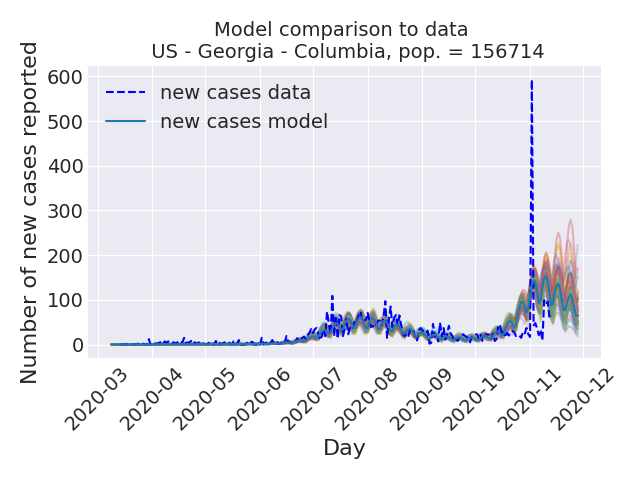 Model comparison to data
US - Georgia - Columbia, pop. = 156714
Number of new cases reported
600
500
400
300
200
100
0
new cases data
new cases model
2020-03
2020-04
2020-05
2020-06
2020-07
2020-08
2020-09
2020-10
2020-11
2020-12
Day